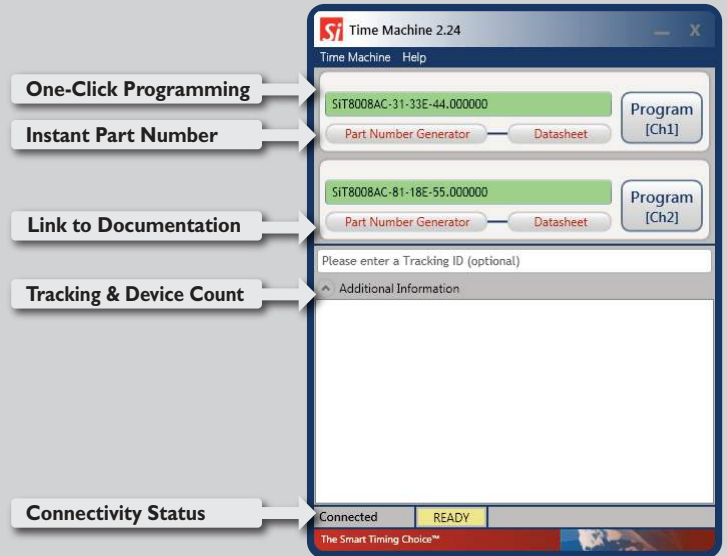 Si Time Machine 2.24 — X
Time Machine Help
One-Click Programming
SiT8008AC-31-33E-44.000000
Program
[Ch1]
Instant Part Number
Part Number Generator Datasheet
SiT8008AC-81-18E-55.000000
Program
[Ch2]
Link to Documentation
Part Number Generator Datasheet
Please enter a Tracking ID (optional)
Tracking & Device Count
Additional Information
Connectivity Status
Connected READY
The Smart Timing Choice™